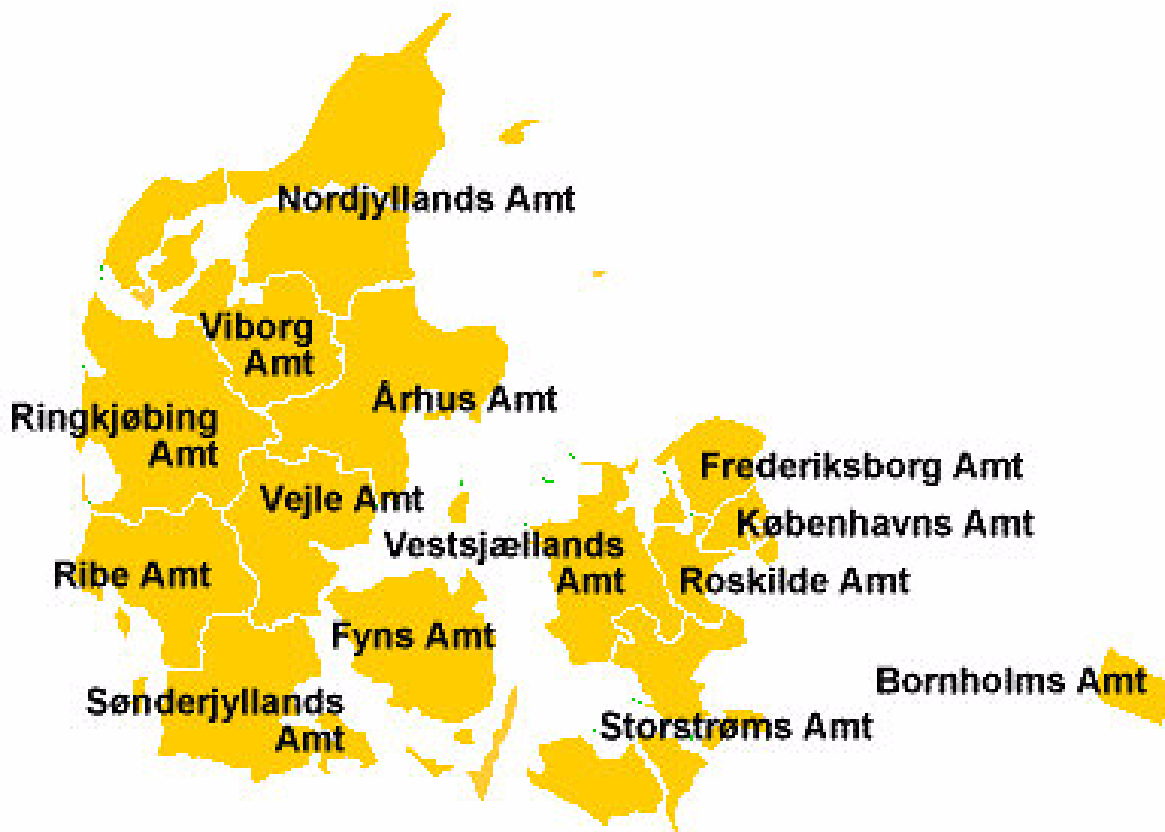 Nordjyllands Amt
Viborg
Amt
Århus Amt
Ringkjøbing
Amt
Frederiksborg Amt
Vejle Amt
Københavns Amt
Vestsjællands
Amt
Ribe Amt
Roskilde Amt
Fyns Amt
Bornholms Amt
Sønderjyllands
Amt
Storstrøms Amt